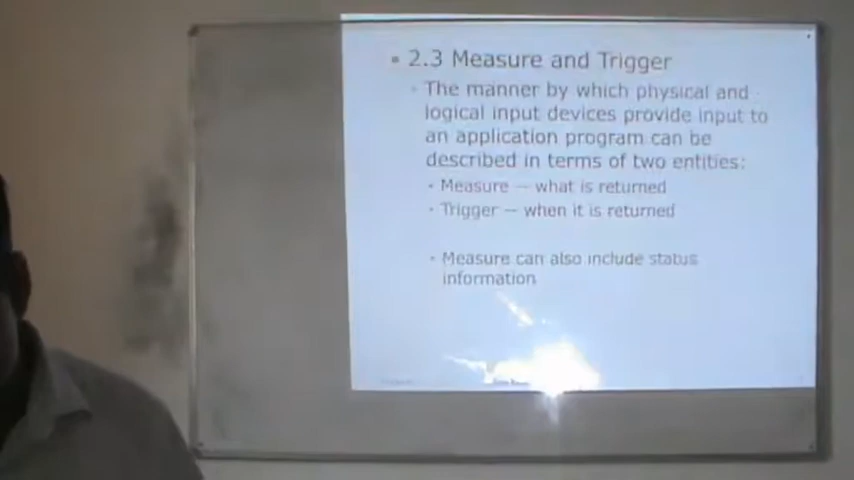 2.3 Measure and Trigger
The manner by which physical and
logical input devices provide input to
an application program can be
described in terms of two entities:
Measure — what is returned
Trigger — when it is returned
Measure can also include status
information